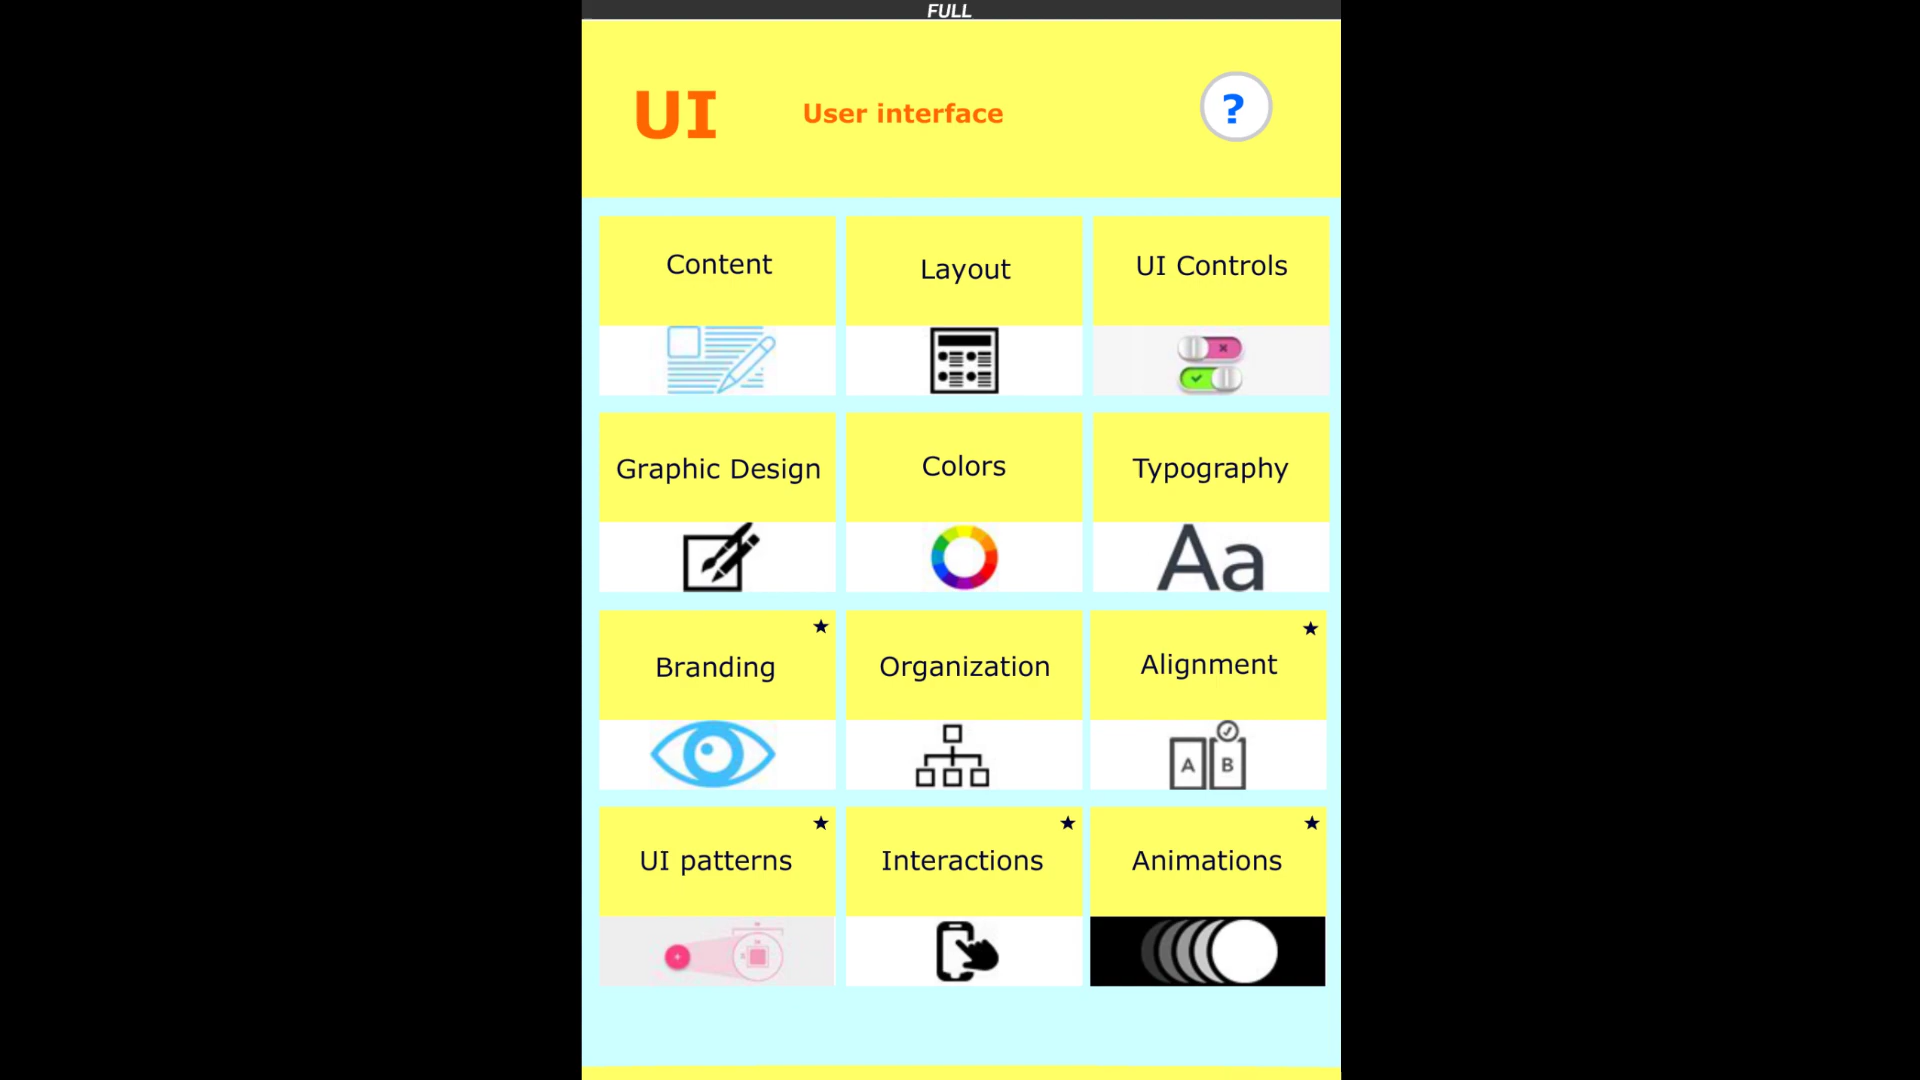 FULL
UI
User interface
?
Content
Layout
UI Controls
Graphic Design
Colors
Typography
Aa
Branding
Organization
Alignment
A
B
UI patterns
Interactions
Animations